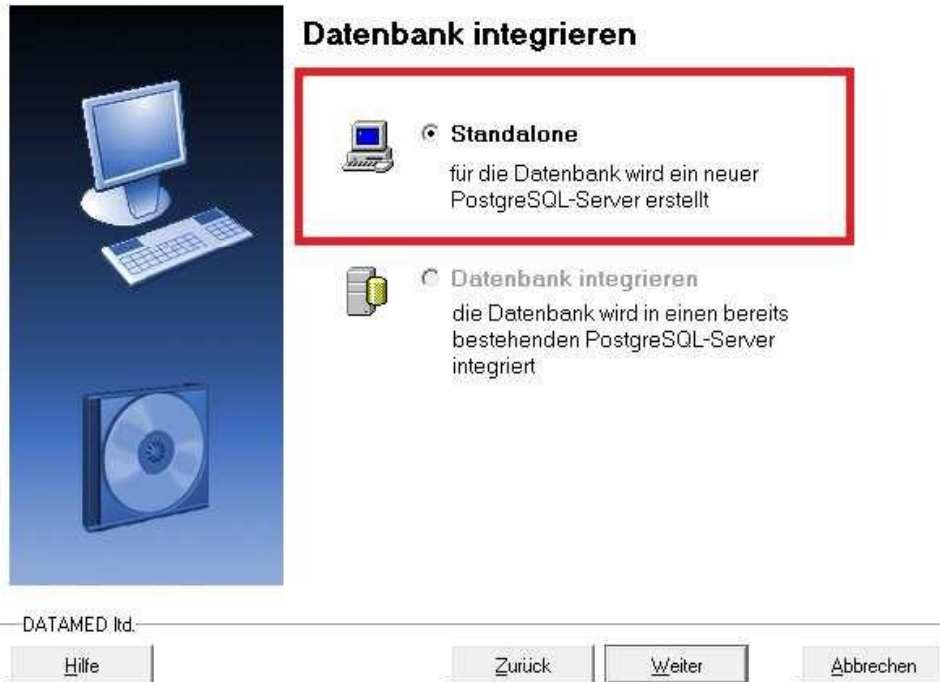 Datenbank integrieren
Standalone
für die Datenbank wird ein neuer
PostgreSQL-Server erstellt
Datenbank integrieren
die Datenbank wird in einen bereits
bestehenden PostgreSQL-Server
integriert
DATAMED ltd.
Hilfe
Zurück
Weiter
Abbrechen